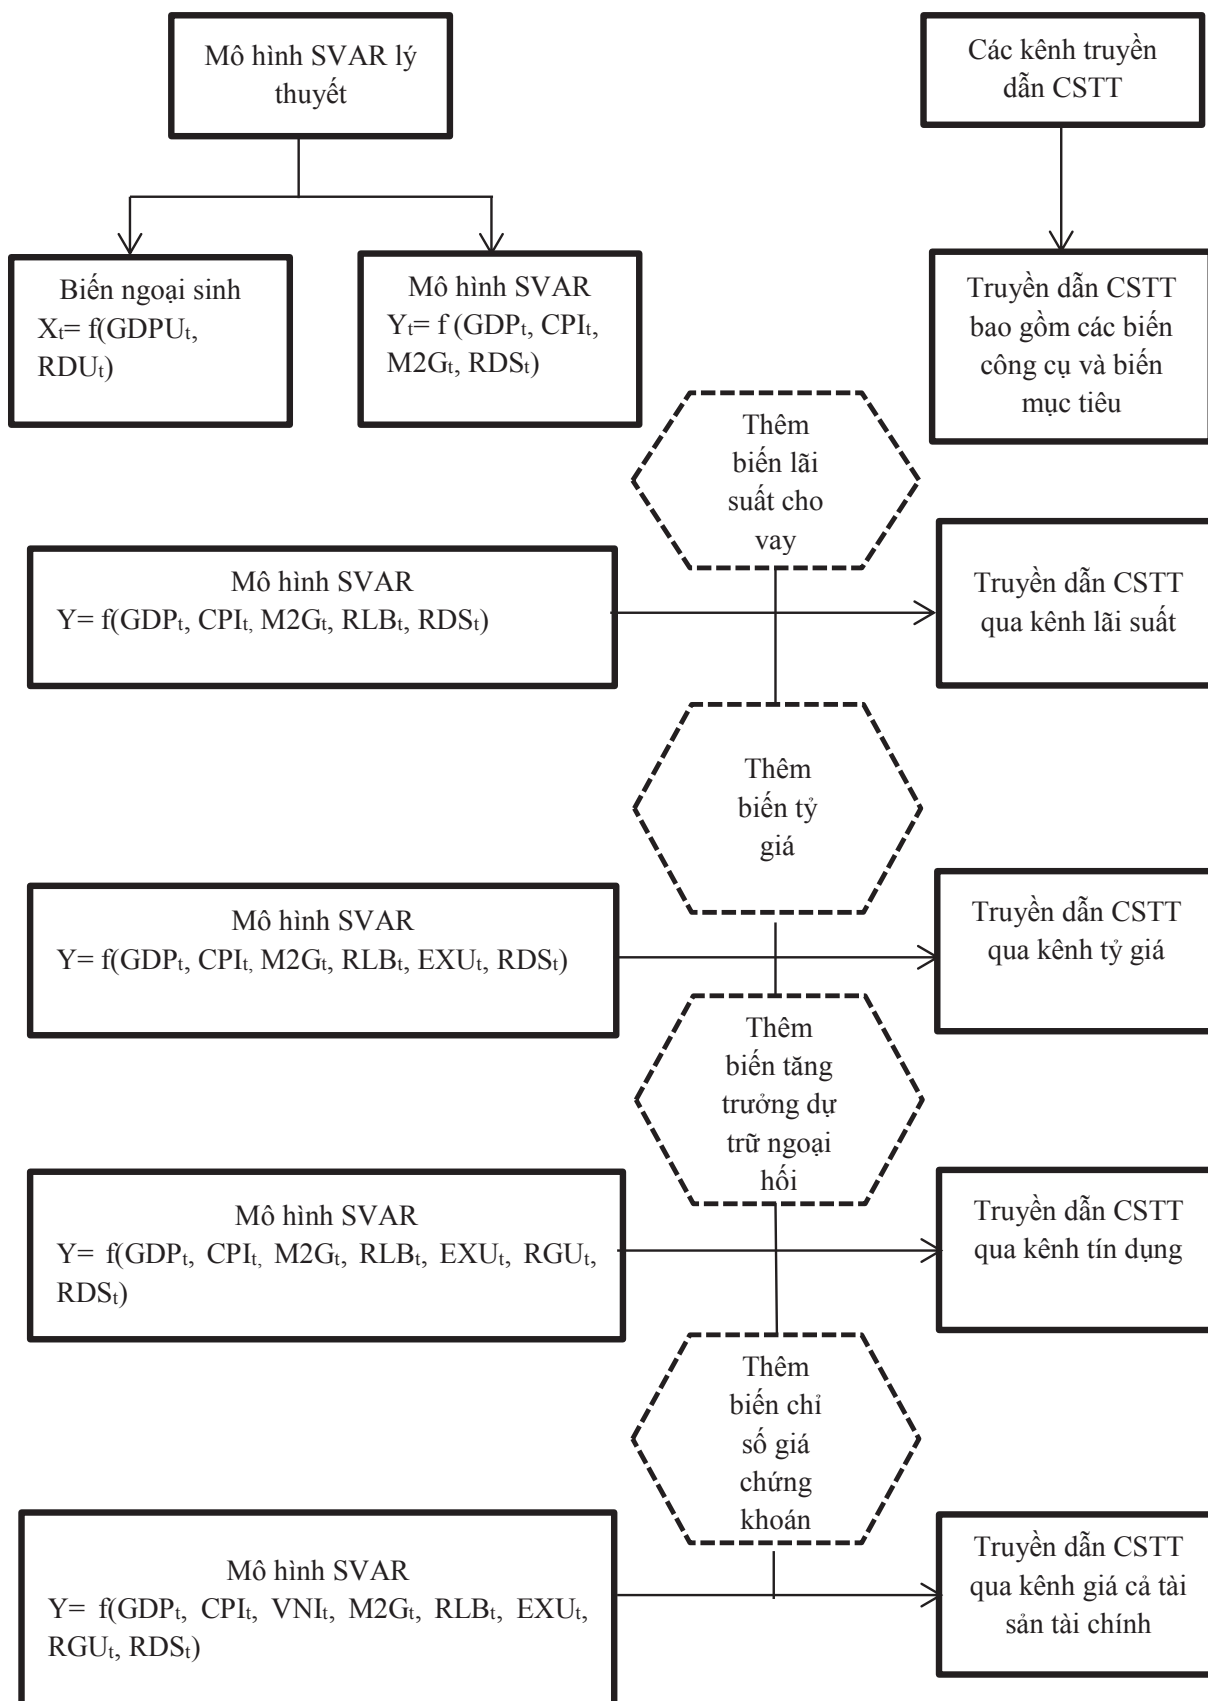 Mô hình SVAR lý
thuyết
Các kênh truyền
dẫn CSTT
Biến ngoại sinh
Xt= f(GDPUt,
RDUt)
Mô hình SVAR
Yt= f (GDPt, CPIt,
M2Gt, RDSt)
Truyền dẫn CSTT
bao gồm các biến
công cụ và biến
mục tiêu
Thêm
biến lãi
suất cho
vay
Mô hình SVAR
Y= f(GDPt, CPIt, M2Gt, RLBt, RDSt)
Truyền dẫn CSTT
qua kênh lãi suất
Thêm
biến tỷ
giá
Mô hình SVAR
Y= f(GDPt, CPIt, M2Gt, RLBt, EXUt, RDSt)
Truyền dẫn CSTT
qua kênh tỷ giá
Thêm
biến tăng
trưởng dự
trữ ngoại
hối
Mô hình SVAR
Y= f(GDPt, CPIt, M2Gt, RLBt, EXUt, RGUt,
RDSt)
Truyền dẫn CSTT
qua kênh tín dụng
Thêm
biến chỉ
số giá
chứng
khoán
Mô hình SVAR
Y= f(GDPt, CPIt, VNIt, M2Gt, RLBt, EXUt,
RGUt, RDSt)
Truyền dẫn CSTT
qua kênh giá cả tài
sản tài chính